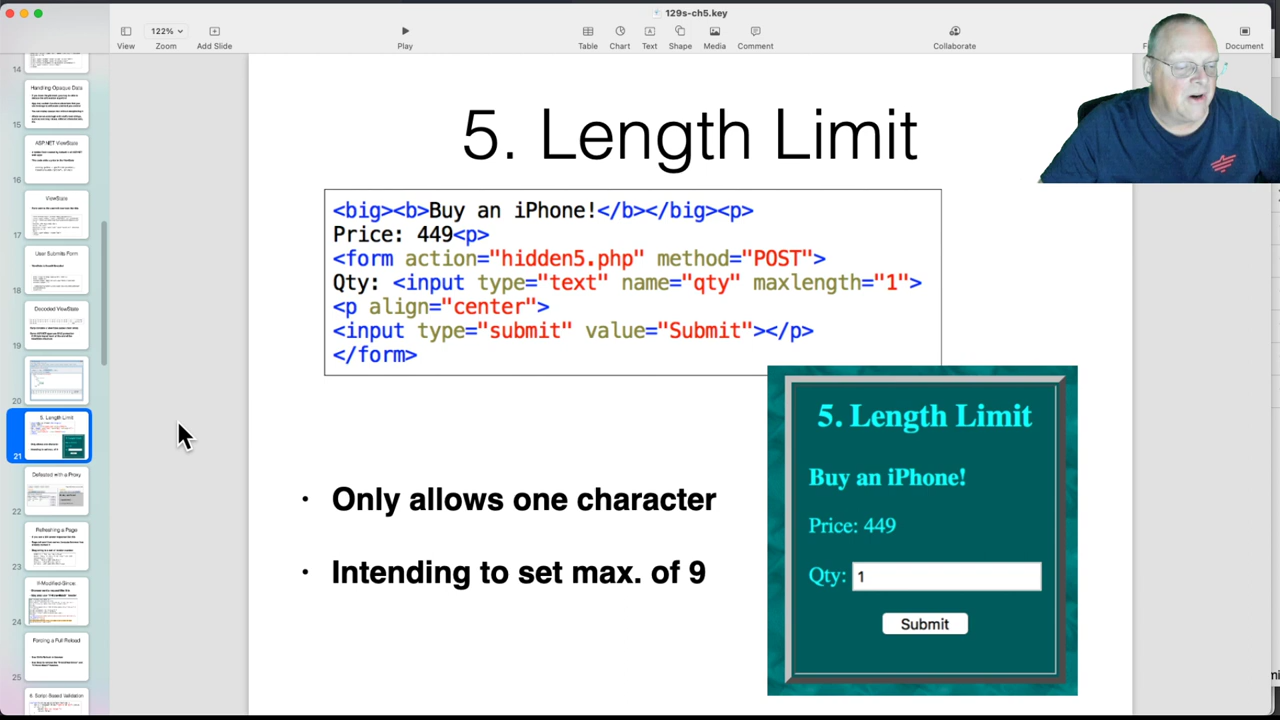 129s-ch5.key
122%
View
Zoom
Add Slide
Play
Table
Chart
Text
Shape
Media
Comment
Collaborate
Document
14
Handling Opaque Data
15
ASP.NET ViewState
16
ViewState
17
User Submits Form
18
Decoded ViewState
19
20
5. Length Limit
21
Defeated with a Proxy
22
Refreshing a Page
23
If-Modified-Since:
24
Forcing a Full Reload
25
6. Script-Based Validation
5. Length Limit
<big><b>Buy an iPhone!</b></big><p>
Price: 449<p>
<form action="hidden5.php" method="POST">
Qty: <input type="text" name="qty" maxlength="1">
<p align="center">
<input type="submit" value="Submit"></p>
</form>
· Only allows one character
· Intending to set max. of 9
5. Length Limit
Buy an iPhone!
Price: 449
Qty: 1
Submit